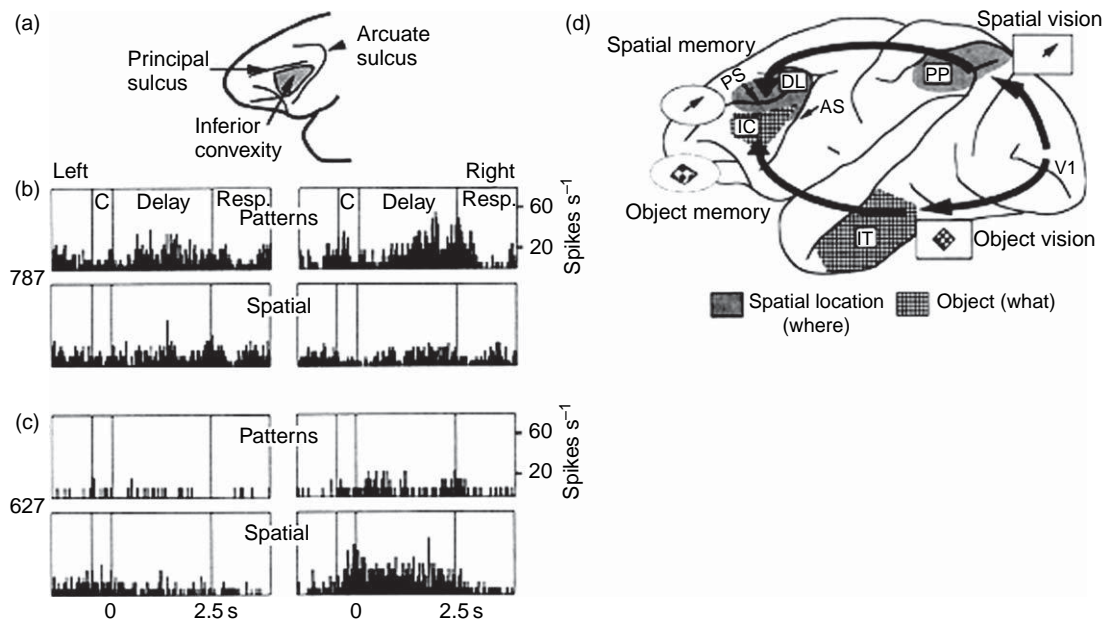 (a)
Principal
sulcus
Arcuate
sulcus
Inferior
convexity
Left
Right
(b)
C
Delay
Resp.
C
Delay
Resp.
Patterns
60
20
Spikes s⁻¹
787
Spatial
(c)
Patterns
60
20
Spikes s⁻¹
627
Spatial
0
2.5 s
0
2.5 s
(d)
Spatial memory
Spatial vision
PS
DL
PP
AS
IC
V1
Object memory
IT
Object vision
Spatial location
(where)
Object (what)